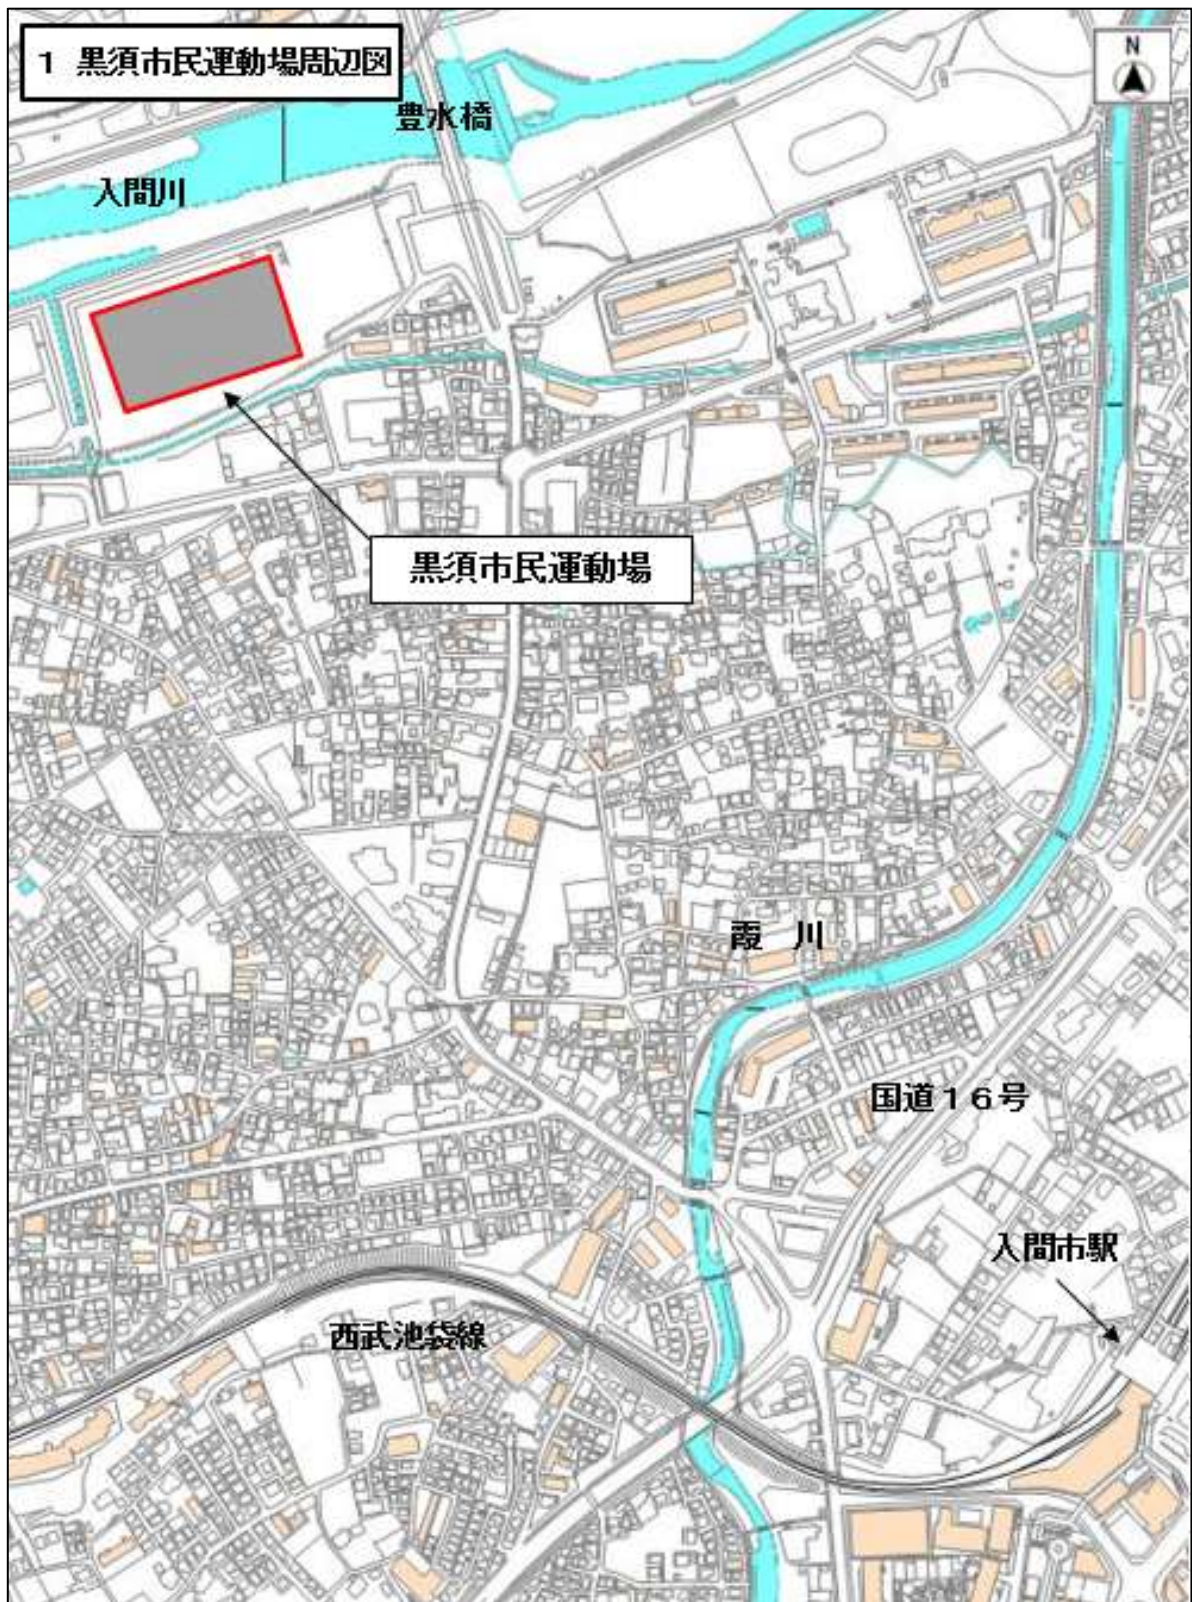 1 黒須市民運動場周辺図
N
豊水橋
入間川
黒須市民運動場
霞 川
国道16号
入間市駅
西武池袋線